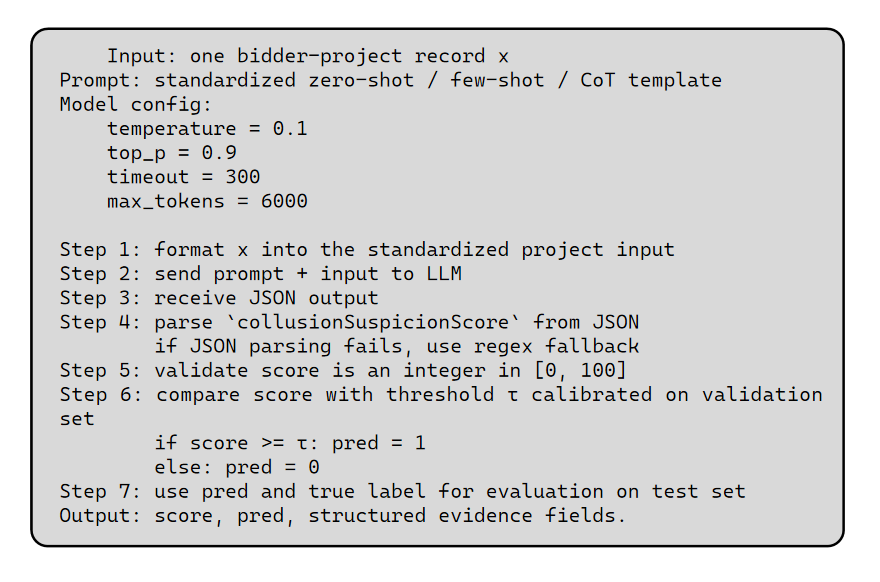 Input: one bidder-project record x
Prompt: standardized zero-shot / few-shot / CoT template
Model config:
    temperature = 0.1
    top_p = 0.9
    timeout = 300
    max_tokens = 6000

Step 1: format x into the standardized project input
Step 2: send prompt + input to LLM
Step 3: receive JSON output
Step 4: parse `collusionSuspicionScore` from JSON
        if JSON parsing fails, use regex fallback
Step 5: validate score is an integer in [0, 100]
Step 6: compare score with threshold τ calibrated on validation
set
        if score >= τ: pred = 1
        else: pred = 0
Step 7: use pred and true label for evaluation on test set
Output: score, pred, structured evidence fields.